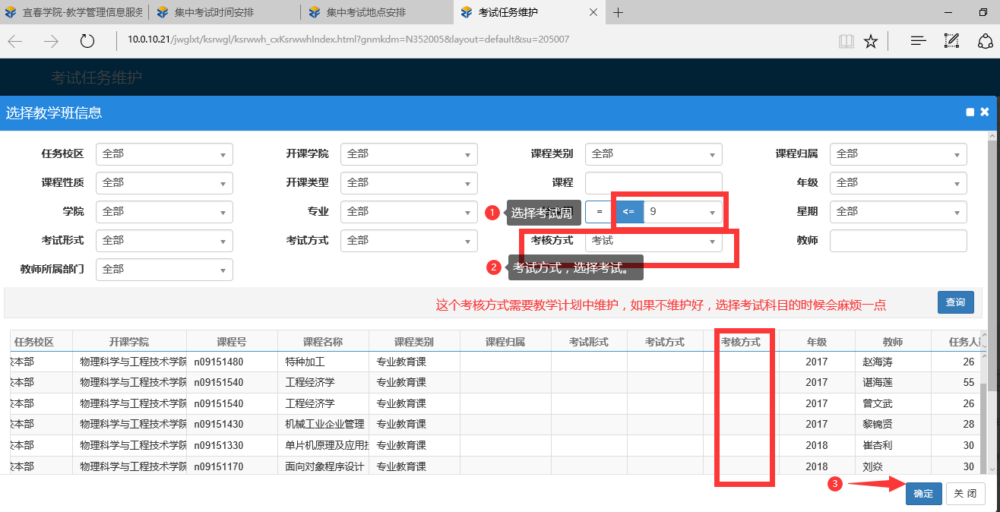 宜春学院-教学管理信息服务
集中考试时间安排
集中考试地点安排
考试任务维护
10.0.10.21/jwglxt/ksrwgl/ksrwwh_cxKsrwwhIndex.html?gnmkdm=N352005&layout=default&su=205007
考试任务维护
选择教学班信息
任务校区 全部 开课学院 全部 课程类别 全部 课程归属 全部
课程性质 全部 开课类型 全部 课程 年级 全部
学院 全部 专业 全部 1 选择考试周 = <= 9 星期 全部
考试形式 全部 考试方式 全部 考核方式 考试 教师
教师所属部门 全部 2 考试方式，选择考试。
这个考核方式需要教学计划中维护，如果不维护好，选择考试科目的时候会麻烦一点 查询
任务校区 开课学院 课程号 课程名称 课程类别 课程归属 考试形式 考试方式 考核方式 年级 教师 任务人
本部 物理科学与工程技术学院 n09151480 特种加工 专业教育课 2017 赵海涛 26
本部 物理科学与工程技术学院 n09151540 工程经济学 专业教育课 2017 谌海莲 55
本部 物理科学与工程技术学院 n09151540 工程经济学 专业教育课 2017 曾文武 26
本部 物理科学与工程技术学院 n09151430 机械工业企业管理 专业教育课 2017 黎锦贤 28
本部 物理科学与工程技术学院 n09151330 单片机原理及应用 专业教育课 2018 崔杏利 30
本部 物理科学与工程技术学院 n09151170 面向对象程序设计 专业教育课 2018 刘焱 30
3 确定 关 闭